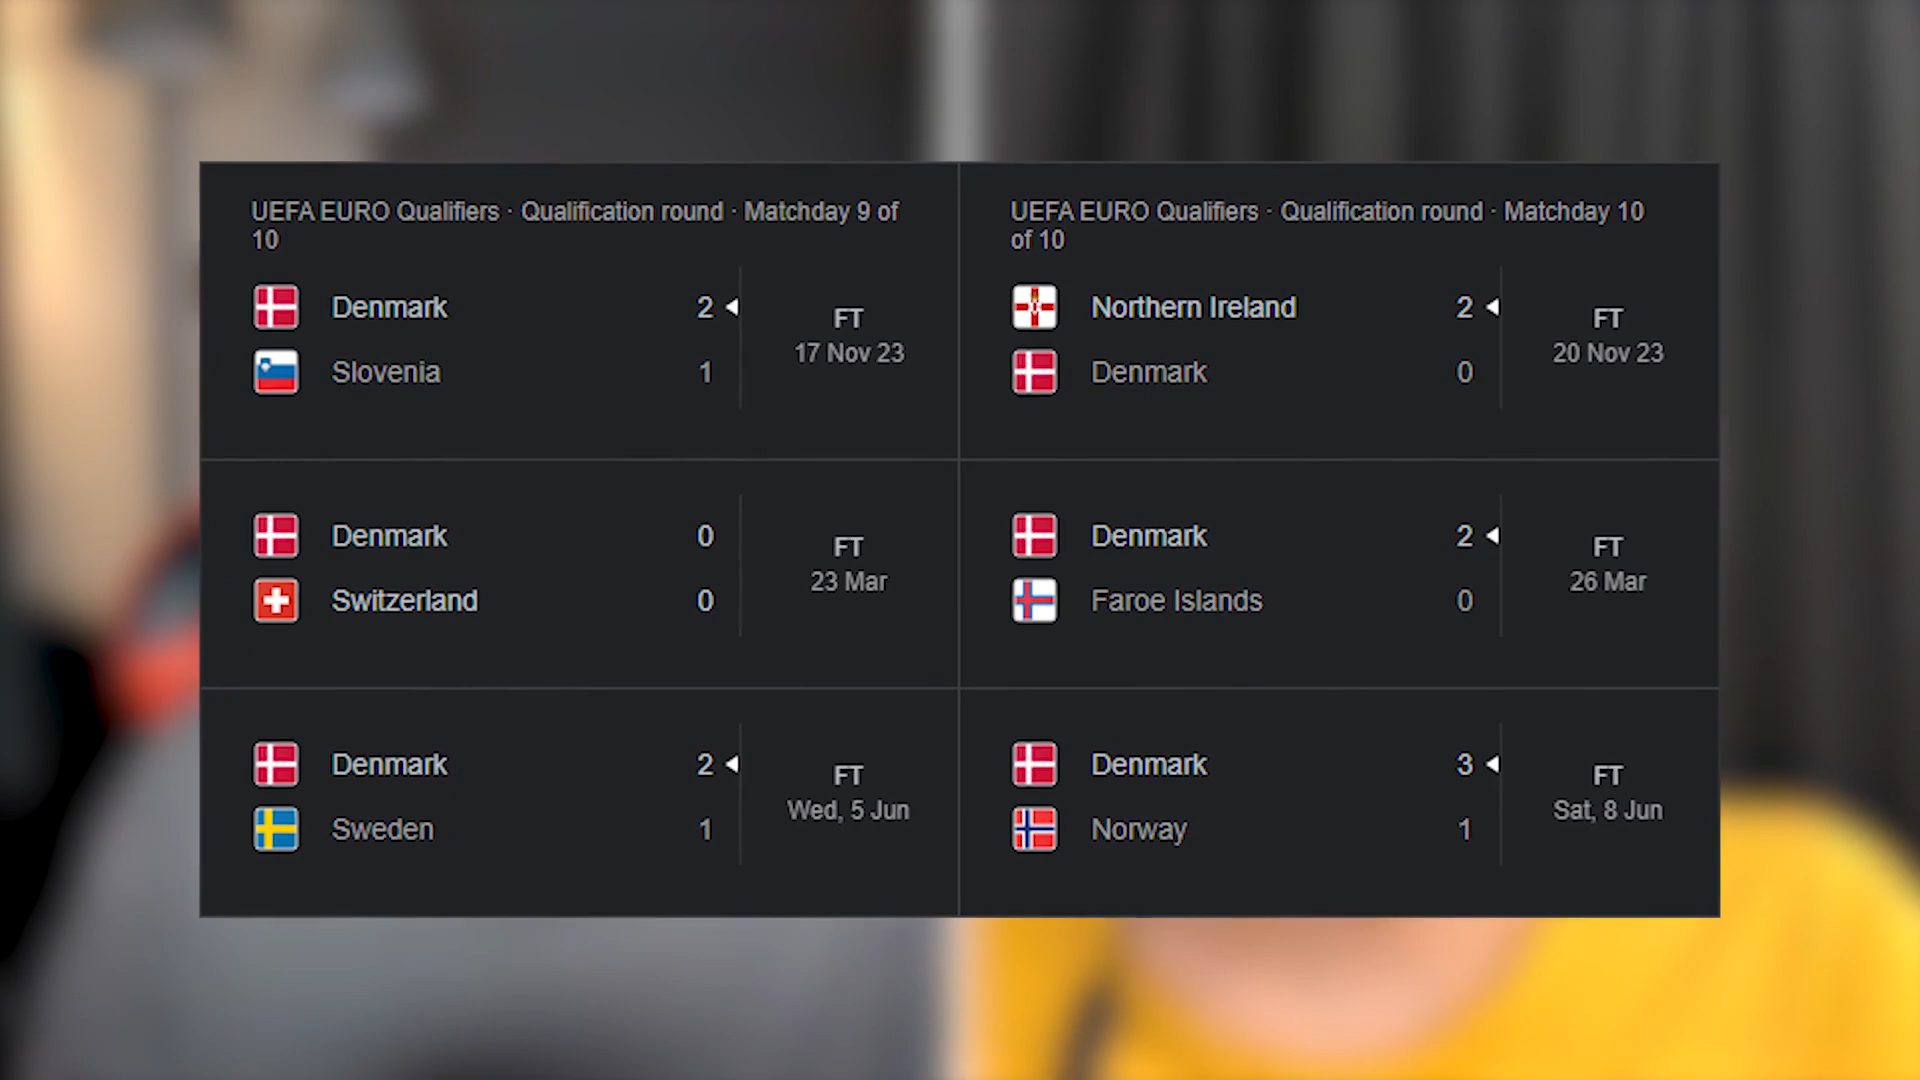 UEFA EURO Qualifiers · Qualification round · Matchday 9 of
10
Denmark 2
Slovenia 1
FT
17 Nov 23
UEFA EURO Qualifiers · Qualification round · Matchday 10
of 10
Northern Ireland 2
Denmark 0
FT
20 Nov 23
Denmark 0
Switzerland 0
FT
23 Mar
Denmark 2
Faroe Islands 0
FT
26 Mar
Denmark 2
Sweden 1
FT
Wed, 5 Jun
Denmark 3
Norway 1
FT
Sat, 8 Jun